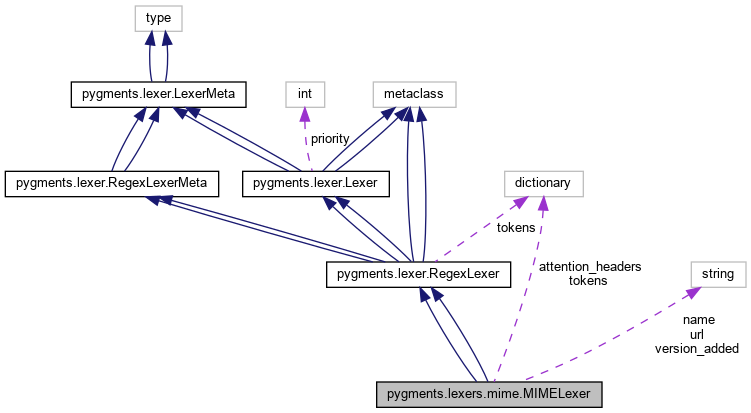 type
pygments.lexer.LexerMeta
int
metaclass
priority
pygments.lexer.RegexLexerMeta
pygments.lexer.Lexer
dictionary
tokens
pygments.lexer.RegexLexer
attention_headers
tokens
string
name
url
version_added
pygments.lexers.mime.MIMELexer